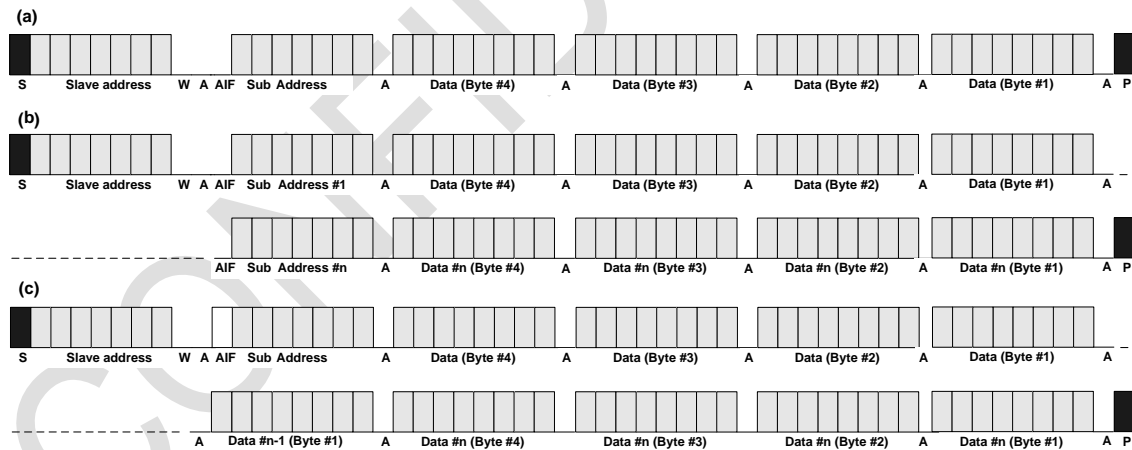 (a)
S Slave address W A AIF Sub Address A Data (Byte #4) A Data (Byte #3) A Data (Byte #2) A Data (Byte #1) A P
(b)
S Slave address W A AIF Sub Address #1 A Data (Byte #4) A Data (Byte #3) A Data (Byte #2) A Data (Byte #1) A
AIF Sub Address #n A Data #n (Byte #4) A Data #n (Byte #3) A Data #n (Byte #2) A Data #n (Byte #1) A P
(c)
S Slave address W A AIF Sub Address A Data (Byte #4) A Data (Byte #3) A Data (Byte #2) A Data (Byte #1) A
A Data #n-1 (Byte #1) A Data #n (Byte #4) Data #n (Byte #3) Data #n (Byte #2) A Data #n (Byte #1) A P